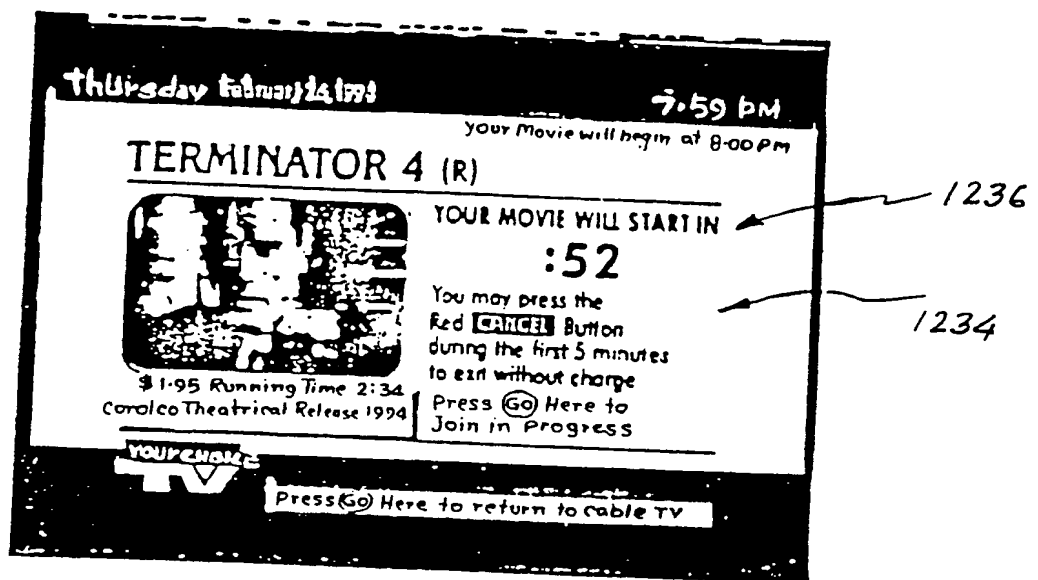 Thursday February 24, 1994
7:59 PM
Your Movie will begin at 8:00 PM
TERMINATOR 4 (R)
YOUR MOVIE WILL START IN
:52
You may press the
Red CANCEL Button
during the first 5 minutes
to exit without charge
Press Go Here to
Join in Progress
$1.95 Running Time 2:34
Corolco Theatrical Release 1994
YOUR CHOICE
TV
Press Go Here to return to Cable TV
1236
1234